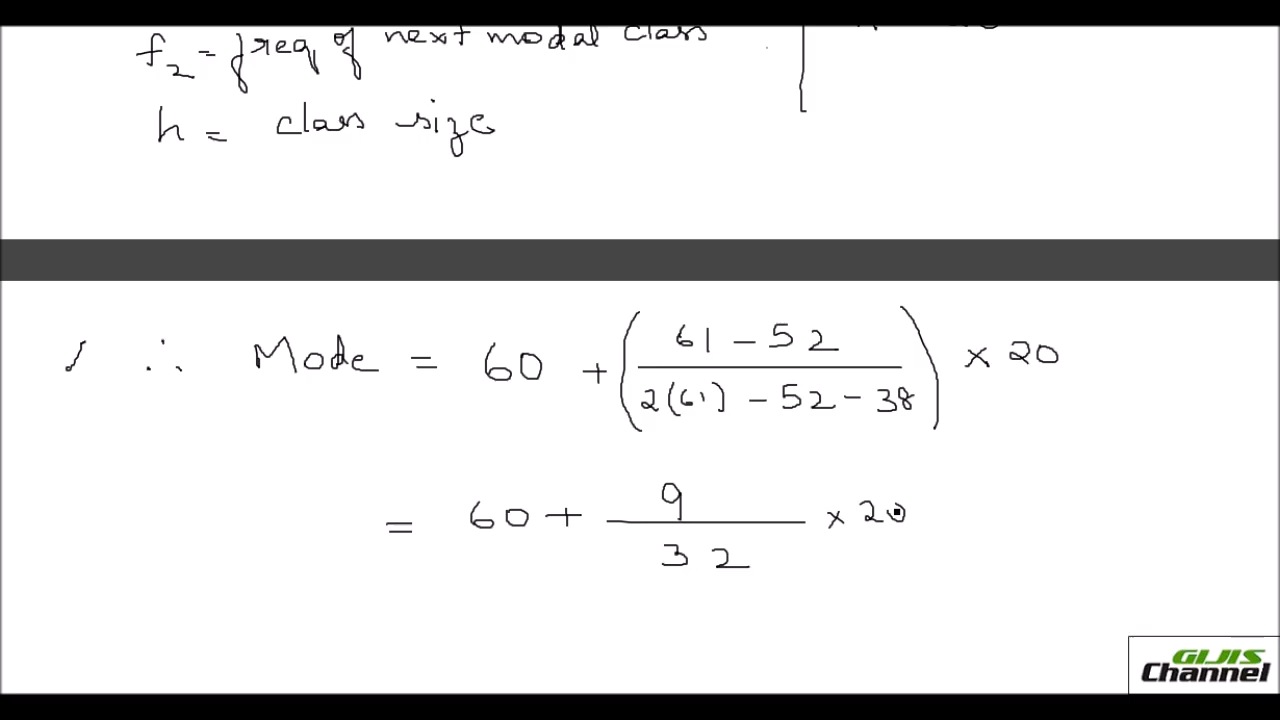 f₂ = freq of next modal class
h = class size
∴ Mode = 60 + ( 61 - 52 / 2(61) - 52 - 38 ) × 20
= 60 + 9 / 32 × 20
GIIS
Channel